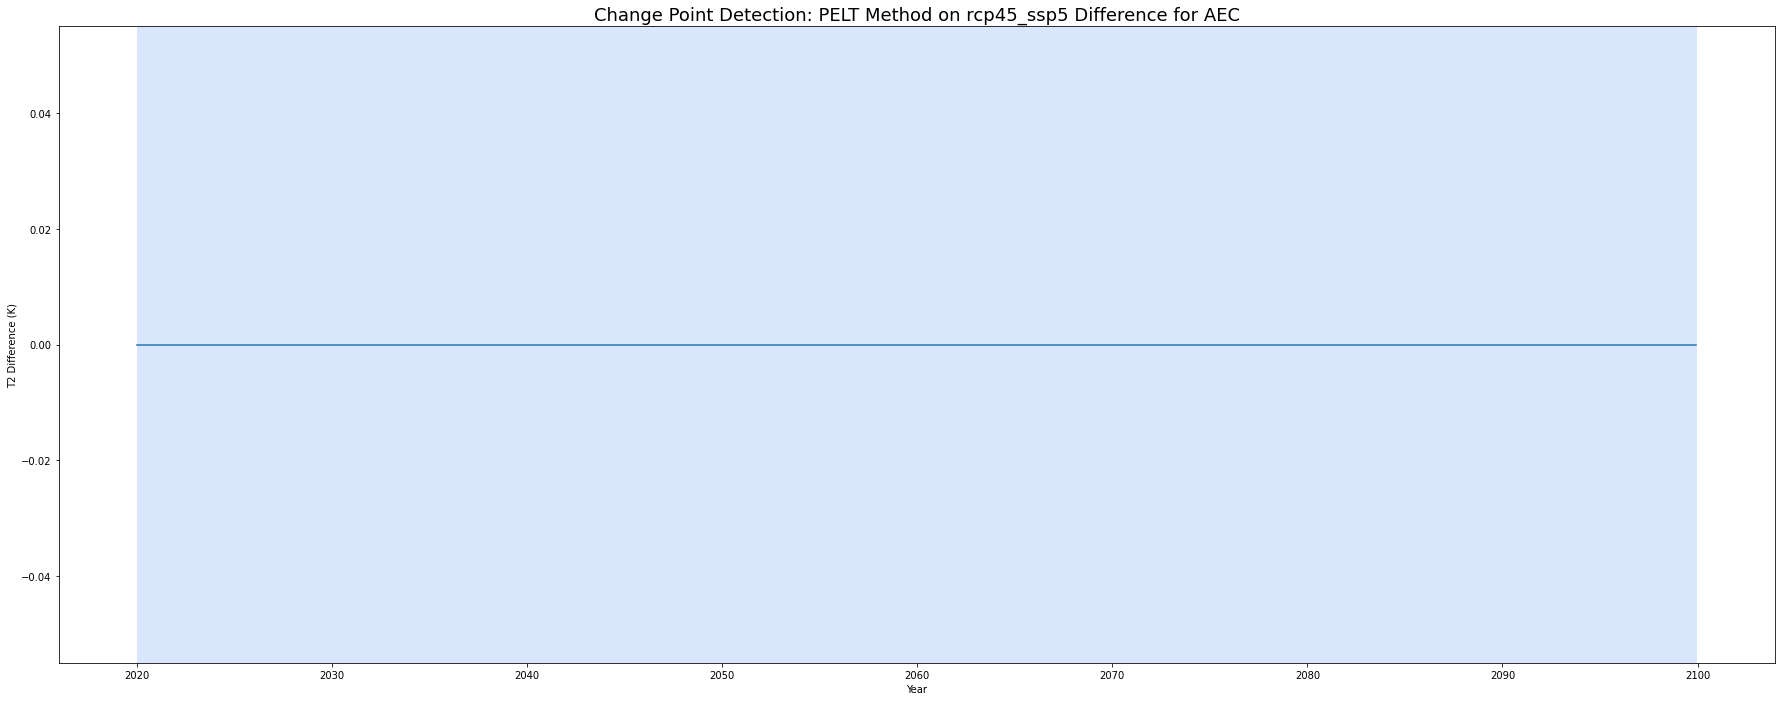 Change Point Detection: PELT Method on rcp45_ssp5 Difference for AEC
0.04
0.02
0.00
−0.02
−0.04
T2 Difference (K)
2020 2030 2040 2050 2060 2070 2080 2090 2100
Year